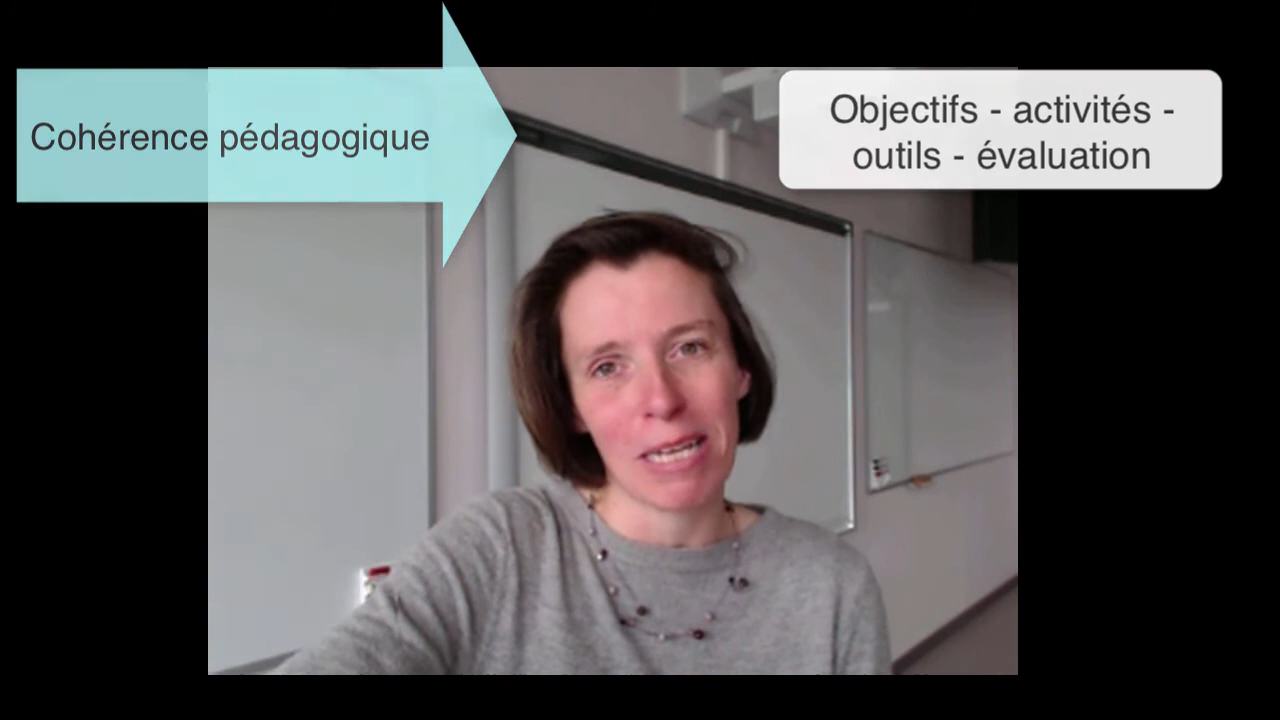 Cohérence pédagogique
Objectifs - activités -
outils - évaluation